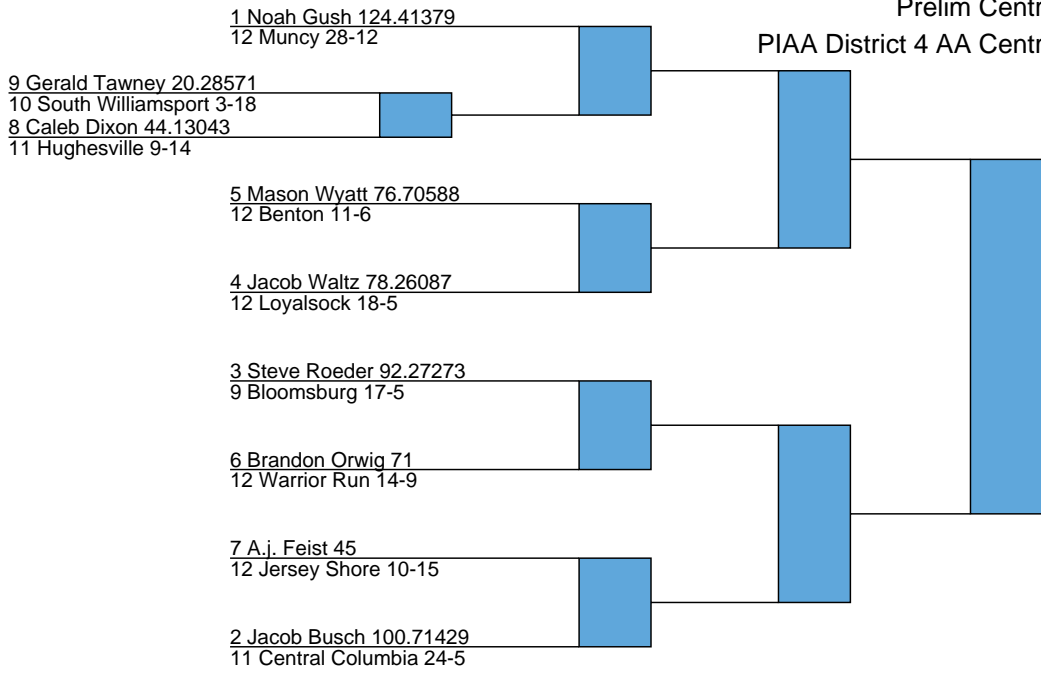 Prelim Centr
PIAA District 4 AA Centr
1 Noah Gush 124.41379
12 Muncy 28-12
9 Gerald Tawney 20.28571
10 South Williamsport 3-18
8 Caleb Dixon 44.13043
11 Hughesville 9-14
5 Mason Wyatt 76.70588
12 Benton 11-6
4 Jacob Waltz 78.26087
12 Loyalsock 18-5
3 Steve Roeder 92.27273
9 Bloomsburg 17-5
6 Brandon Orwig 71
12 Warrior Run 14-9
7 A.j. Feist 45
12 Jersey Shore 10-15
2 Jacob Busch 100.71429
11 Central Columbia 24-5